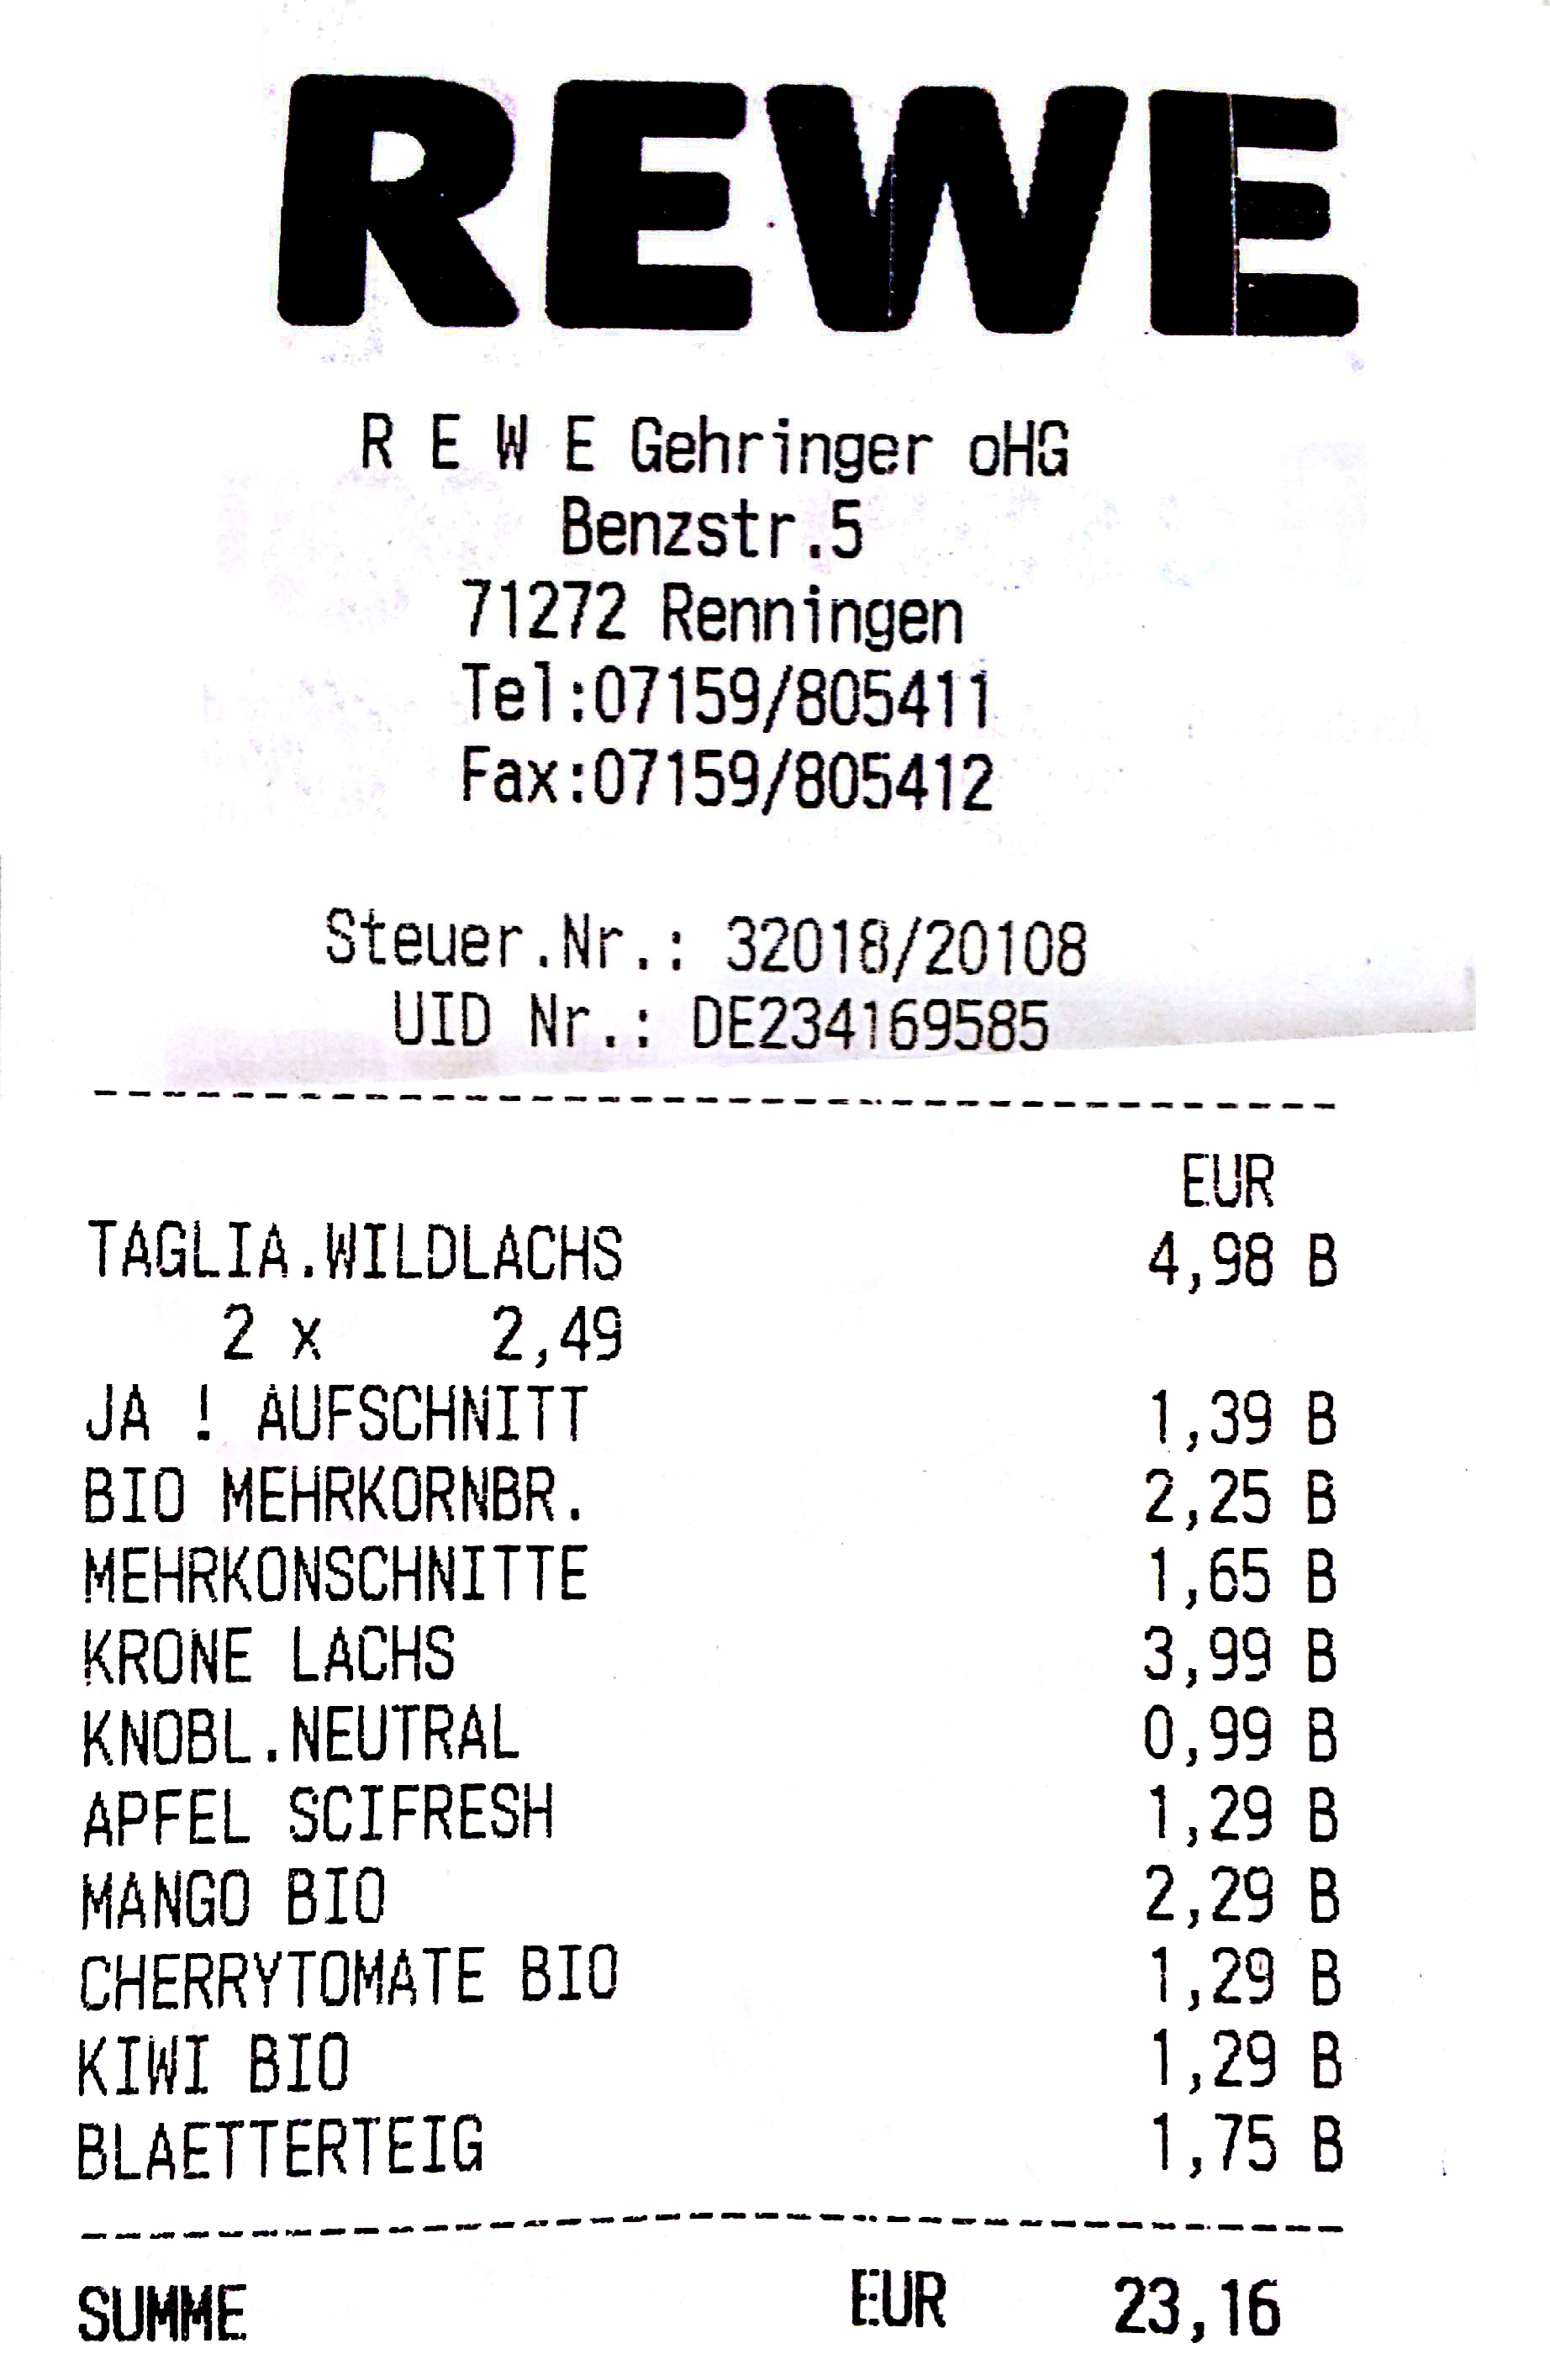 REWE
R E W E Gehringer oHG
Benzstr.5
71272 Renningen
Tel:07159/805411
Fax:07159/805412
Steuer.Nr.: 32018/20108
UID Nr.: DE234169585
EUR
TAGLIA.WILDLACHS 4,98 B
2 x 2,49
JA ! AUFSCHNITT 1,39 B
BIO MEHRKORNBR. 2,25 B
MEHRKONSCHNITTE 1,65 B
KRONE LACHS 3,99 B
KNOBL.NEUTRAL 0,99 B
APFEL SCIFRESH 1,29 B
MANGO BIO 2,29 B
CHERRYTOMATE BIO 1,29 B
KIWI BIO 1,29 B
BLAETTERTEIG 1,75 B
SUMME EUR 23,16